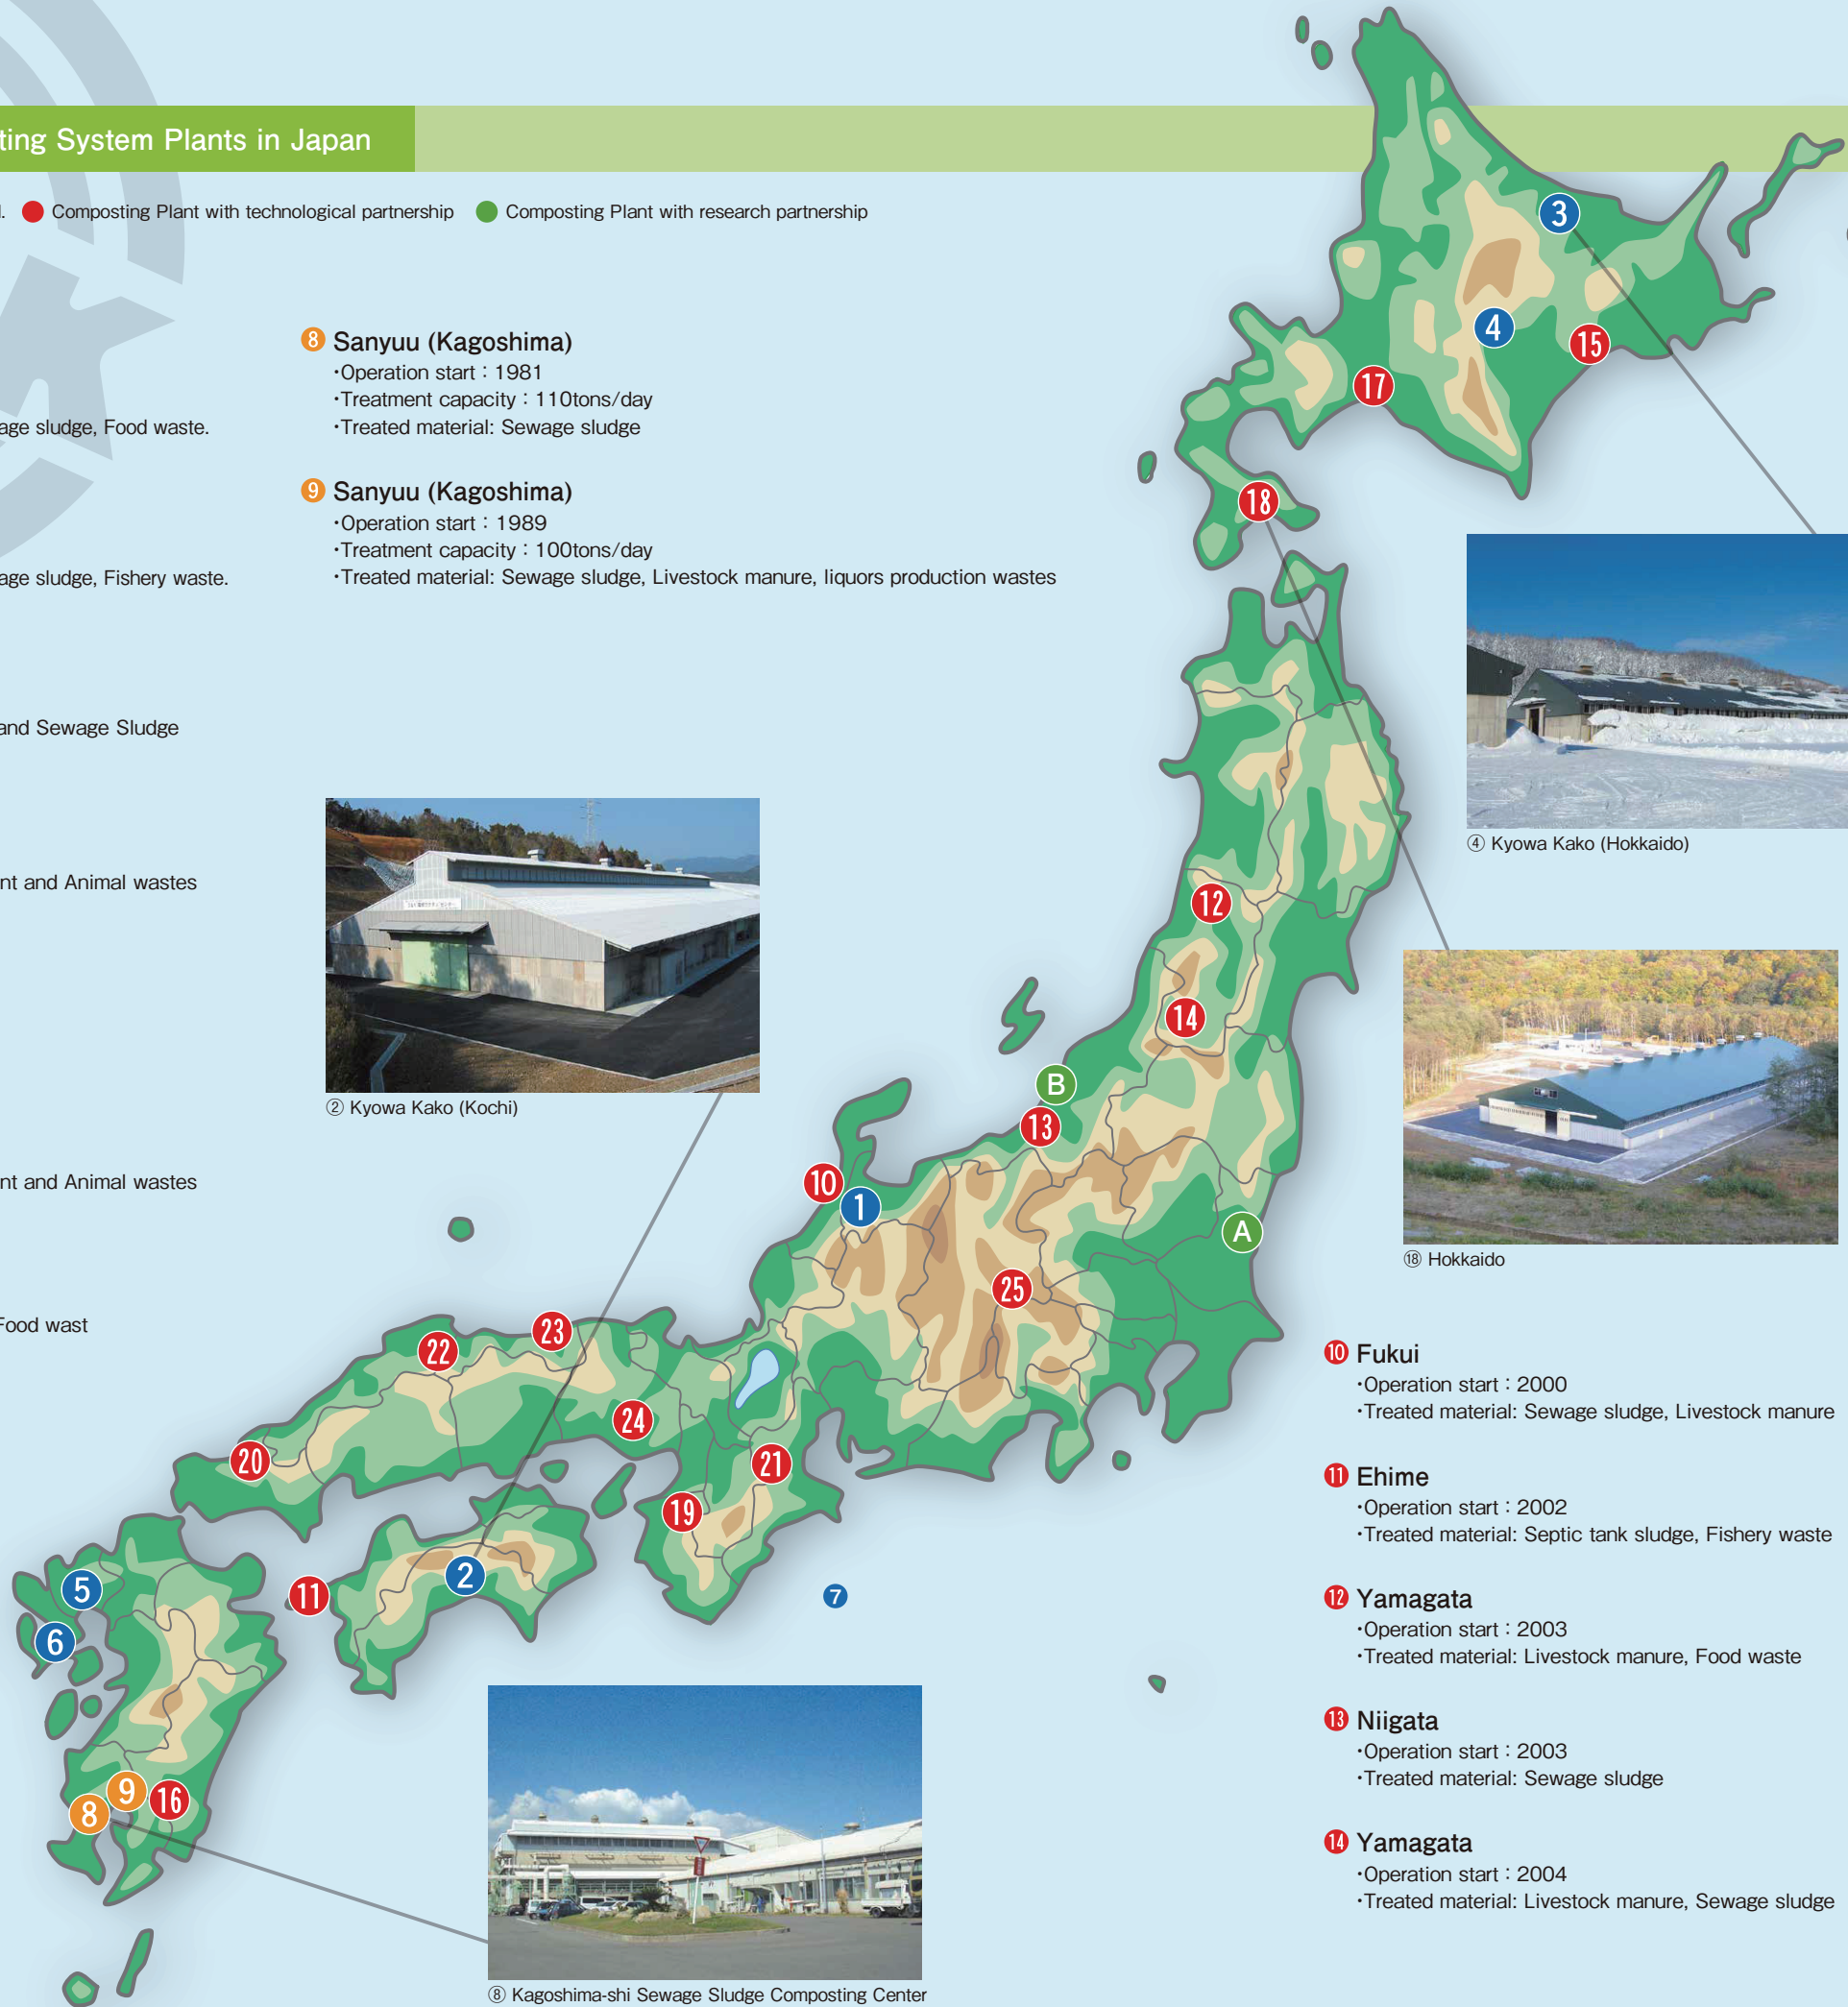 ting System Plants in Japan
. ● Composting Plant with technological partnership ● Composting Plant with research partnership
age sludge, Food waste.
age sludge, Fishery waste.
and Sewage Sludge
nt and Animal wastes
nt and Animal wastes
Food wast
8 Sanyuu (Kagoshima)
・Operation start：1981
・Treatment capacity：110tons/day
・Treated material: Sewage sludge
9 Sanyuu (Kagoshima)
・Operation start：1989
・Treatment capacity：100tons/day
・Treated material: Sewage sludge, Livestock manure, liquors production wastes
3
4
15
17
18
④ Kyowa Kako (Hokkaido)
12
14
② Kyowa Kako (Kochi)
B
13
10
1
A
25
⑱ Hokkaido
23
22
24
20
21
19
2
11
5
6
7
9
16
8
⑧ Kagoshima-shi Sewage Sludge Composting Center
10 Fukui
・Operation start：2000
・Treated material: Sewage sludge, Livestock manure
11 Ehime
・Operation start：2002
・Treated material: Septic tank sludge, Fishery waste
12 Yamagata
・Operation start：2003
・Treated material: Livestock manure, Food waste
13 Niigata
・Operation start：2003
・Treated material: Sewage sludge
14 Yamagata
・Operation start：2004
・Treated material: Livestock manure, Sewage sludge